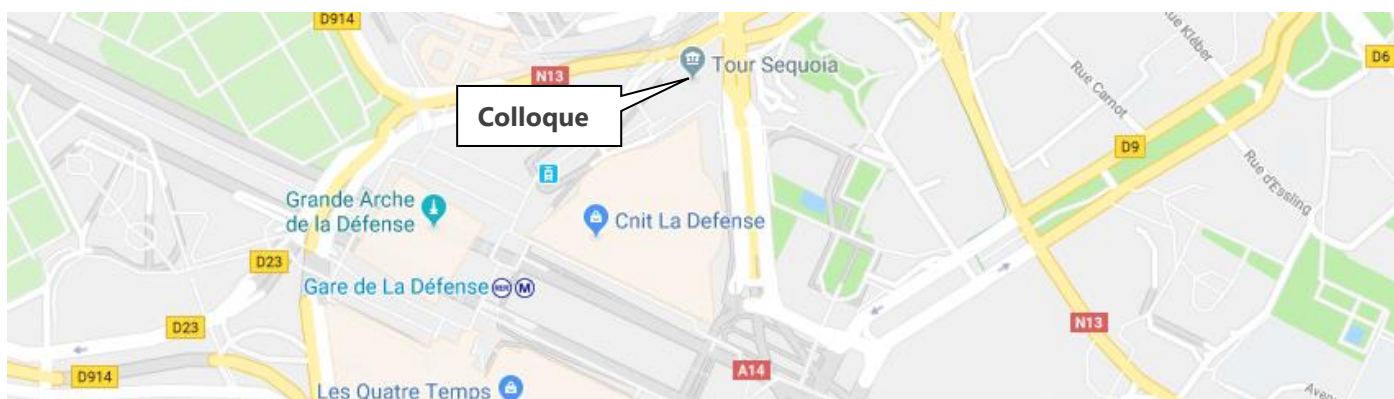 D914
Rue Kléber
D6
Tour Sequoia
N13
Rue Carnot
Colloque
D9
Rue d'Essling
Grande Arche
de la Défense
Cnit La Defense
D23
Gare de La Défense RER M
D23
N13
A14
D914
Les Quatre Temps